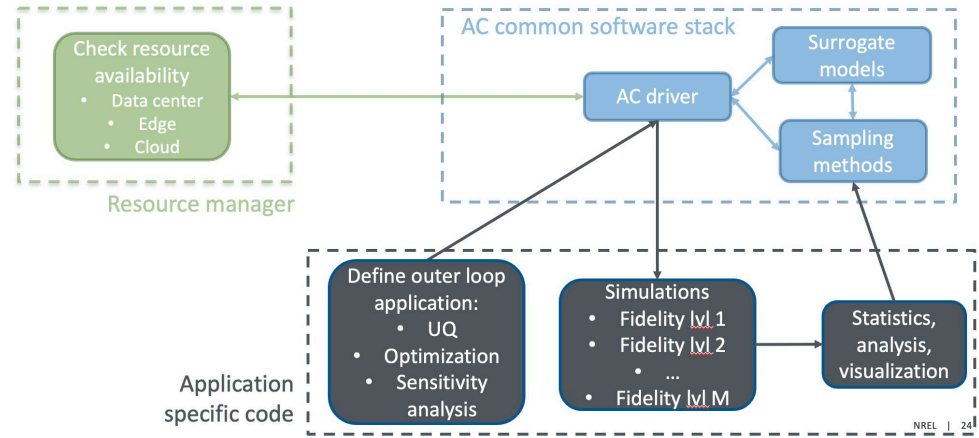 Check resource
availability
• Data center
• Edge
• Cloud
Resource manager
AC common software stack
AC driver
Surrogate
models
Sampling
methods
Define outer loop
application:
• UQ
• Optimization
• Sensitivity
analysis
Simulations
• Fidelity lvl 1
• Fidelity lvl 2
• ...
• Fidelity lvl M
Statistics,
analysis,
visualization
Application
specific code
NREL | 24